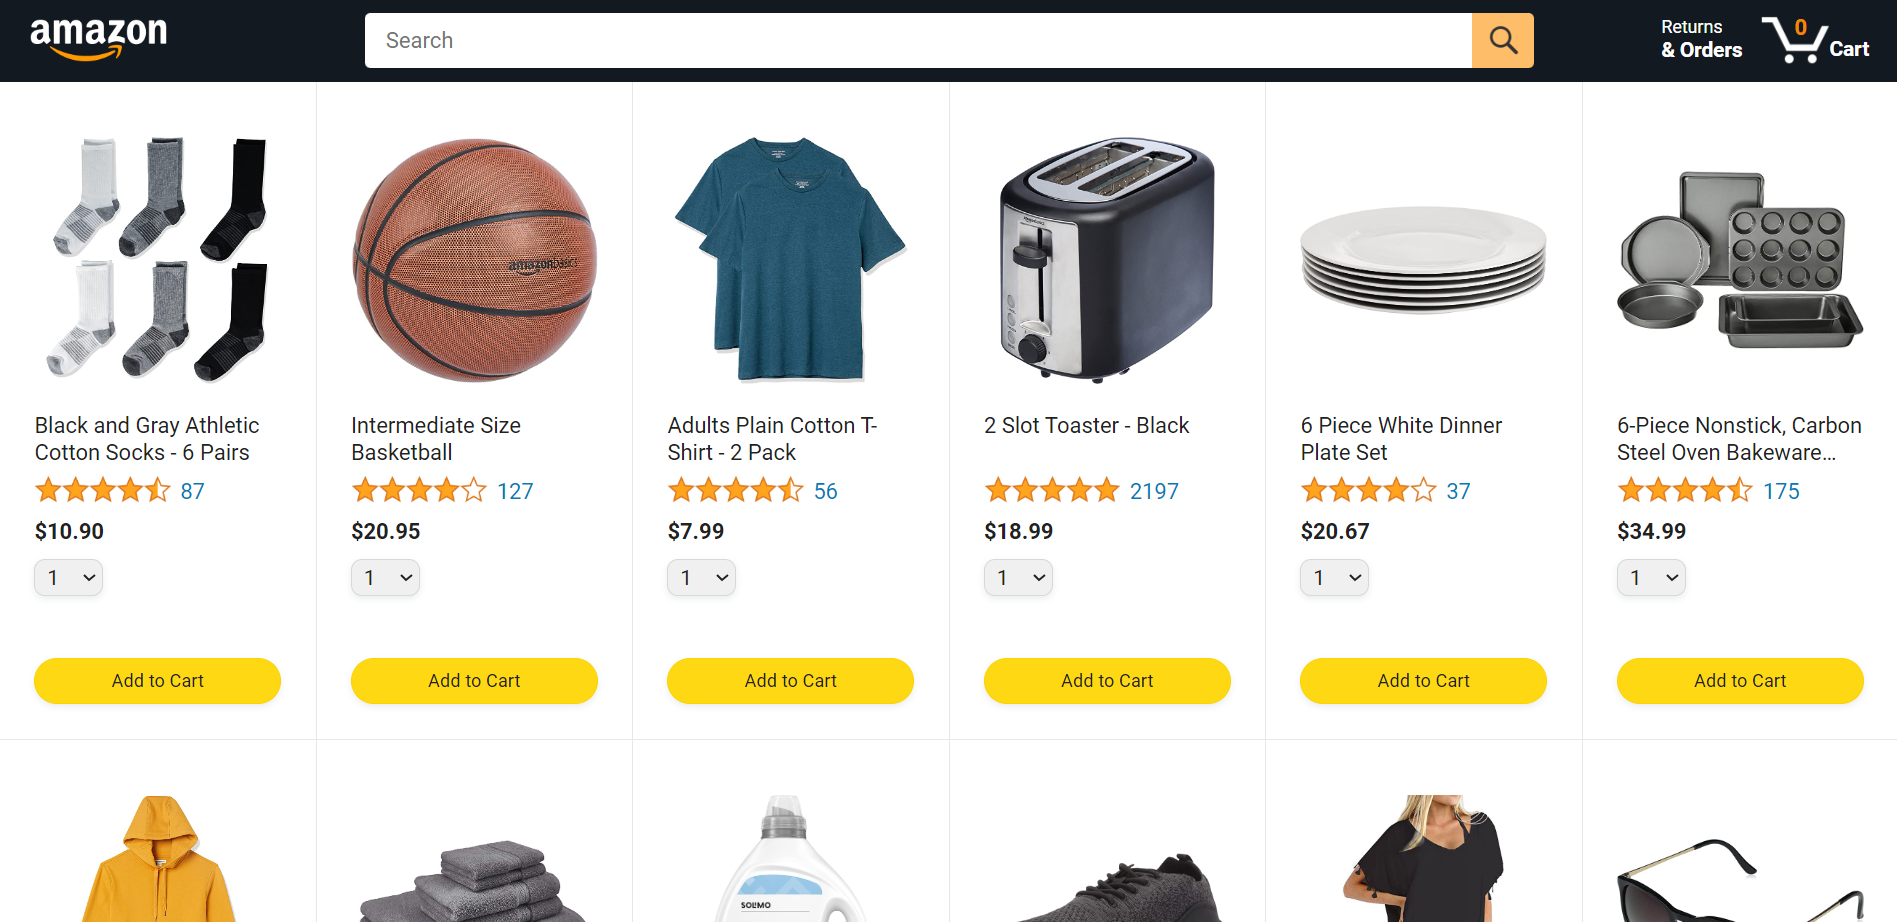 amazon
Search
Returns
& Orders
0
Cart
amazonbasics
Black and Gray Athletic
Cotton Socks - 6 Pairs
87
$10.90
1
Add to Cart
Intermediate Size
Basketball
127
$20.95
1
Add to Cart
Adults Plain Cotton T-
Shirt - 2 Pack
56
$7.99
1
Add to Cart
2 Slot Toaster - Black
2197
$18.99
1
Add to Cart
6 Piece White Dinner
Plate Set
37
$20.67
1
Add to Cart
6-Piece Nonstick, Carbon
Steel Oven Bakeware...
175
$34.99
1
Add to Cart
SOLIMO